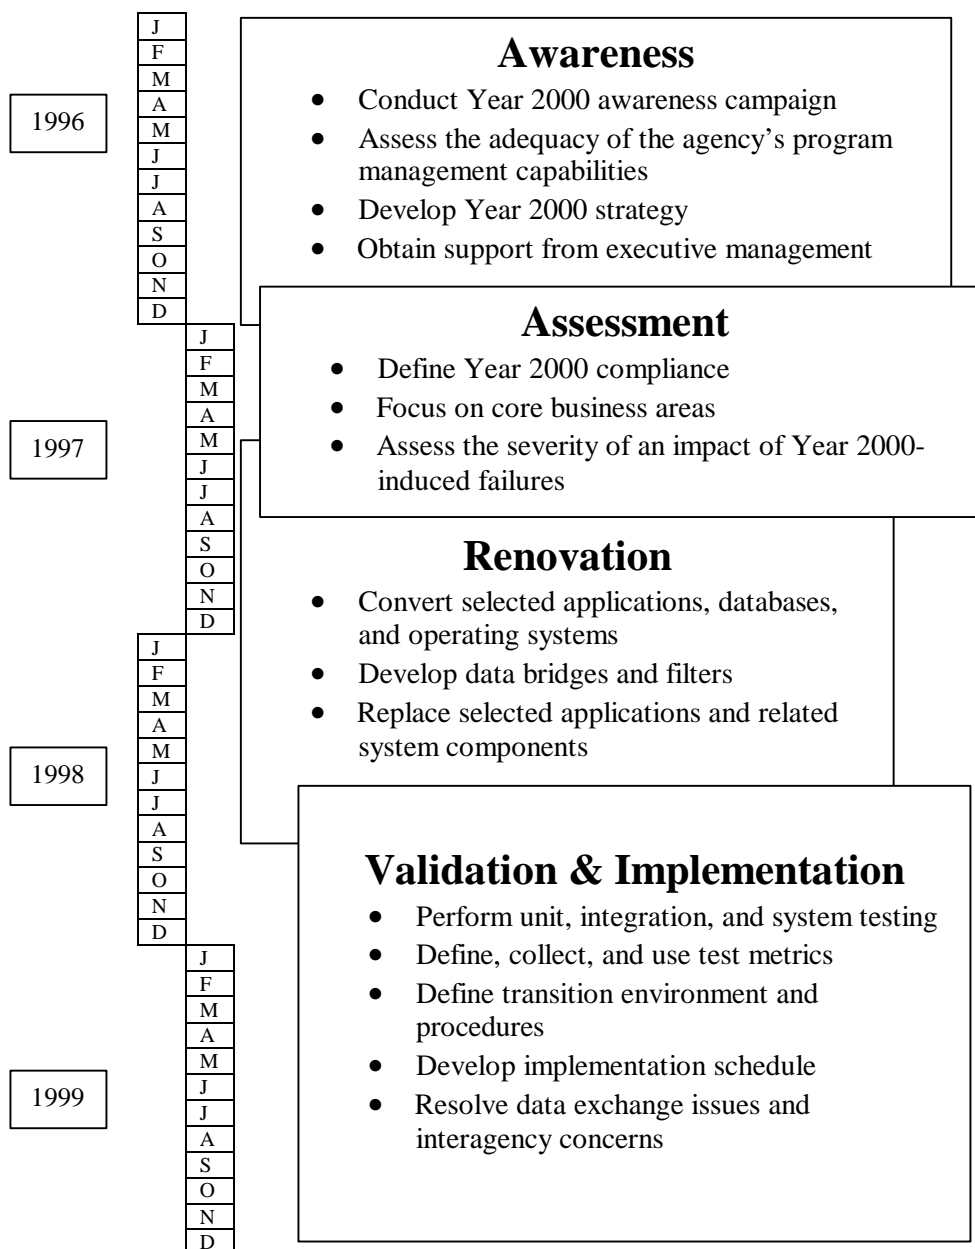 1996
J
F
M
A
M
J
J
A
S
O
N
D
Awareness
• Conduct Year 2000 awareness campaign
• Assess the adequacy of the agency's program
management capabilities
• Develop Year 2000 strategy
• Obtain support from executive management
1997
J
F
M
A
M
J
J
A
S
O
N
D
Assessment
• Define Year 2000 compliance
• Focus on core business areas
• Assess the severity of an impact of Year 2000-
induced failures
Renovation
• Convert selected applications, databases,
and operating systems
• Develop data bridges and filters
• Replace selected applications and related
system components
1998
J
F
M
A
M
J
J
A
S
O
N
D
Validation & Implementation
• Perform unit, integration, and system testing
• Define, collect, and use test metrics
• Define transition environment and
procedures
• Develop implementation schedule
• Resolve data exchange issues and
interagency concerns
1999
J
F
M
A
M
J
J
A
S
O
N
D